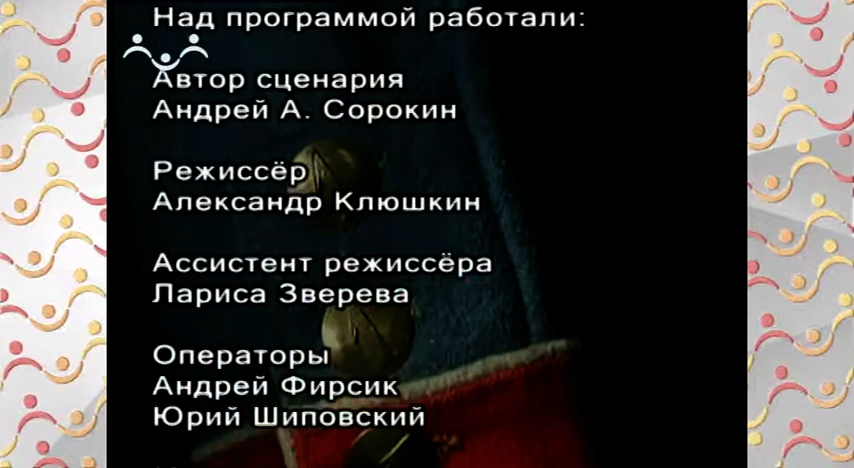 Над программой работали:
Автор сценария
Андрей А. Сорокин
Режиссёр
Александр Клюшкин
Ассистент режиссёра
Лариса Зверева
Операторы
Андрей Фирсик
Юрий Шиповский